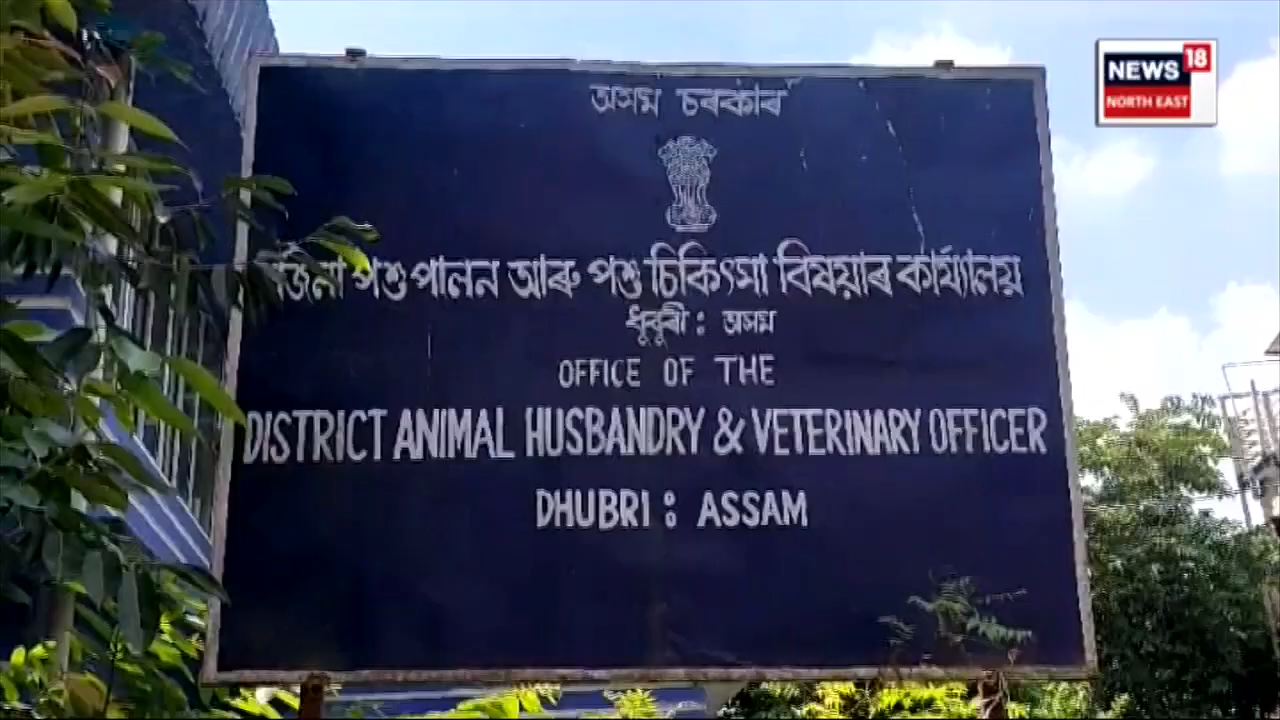 অসম চৰকাৰ
জিলা পশুপালন আৰু পশু চিকিৎসা বিষয়াৰ কাৰ্য্যালয়
ধুবুৰী : অসম
OFFICE OF THE
DISTRICT ANIMAL HUSBANDRY & VETERINARY OFFICER
DHUBRI : ASSAM
NEWS 18
NORTH EAST